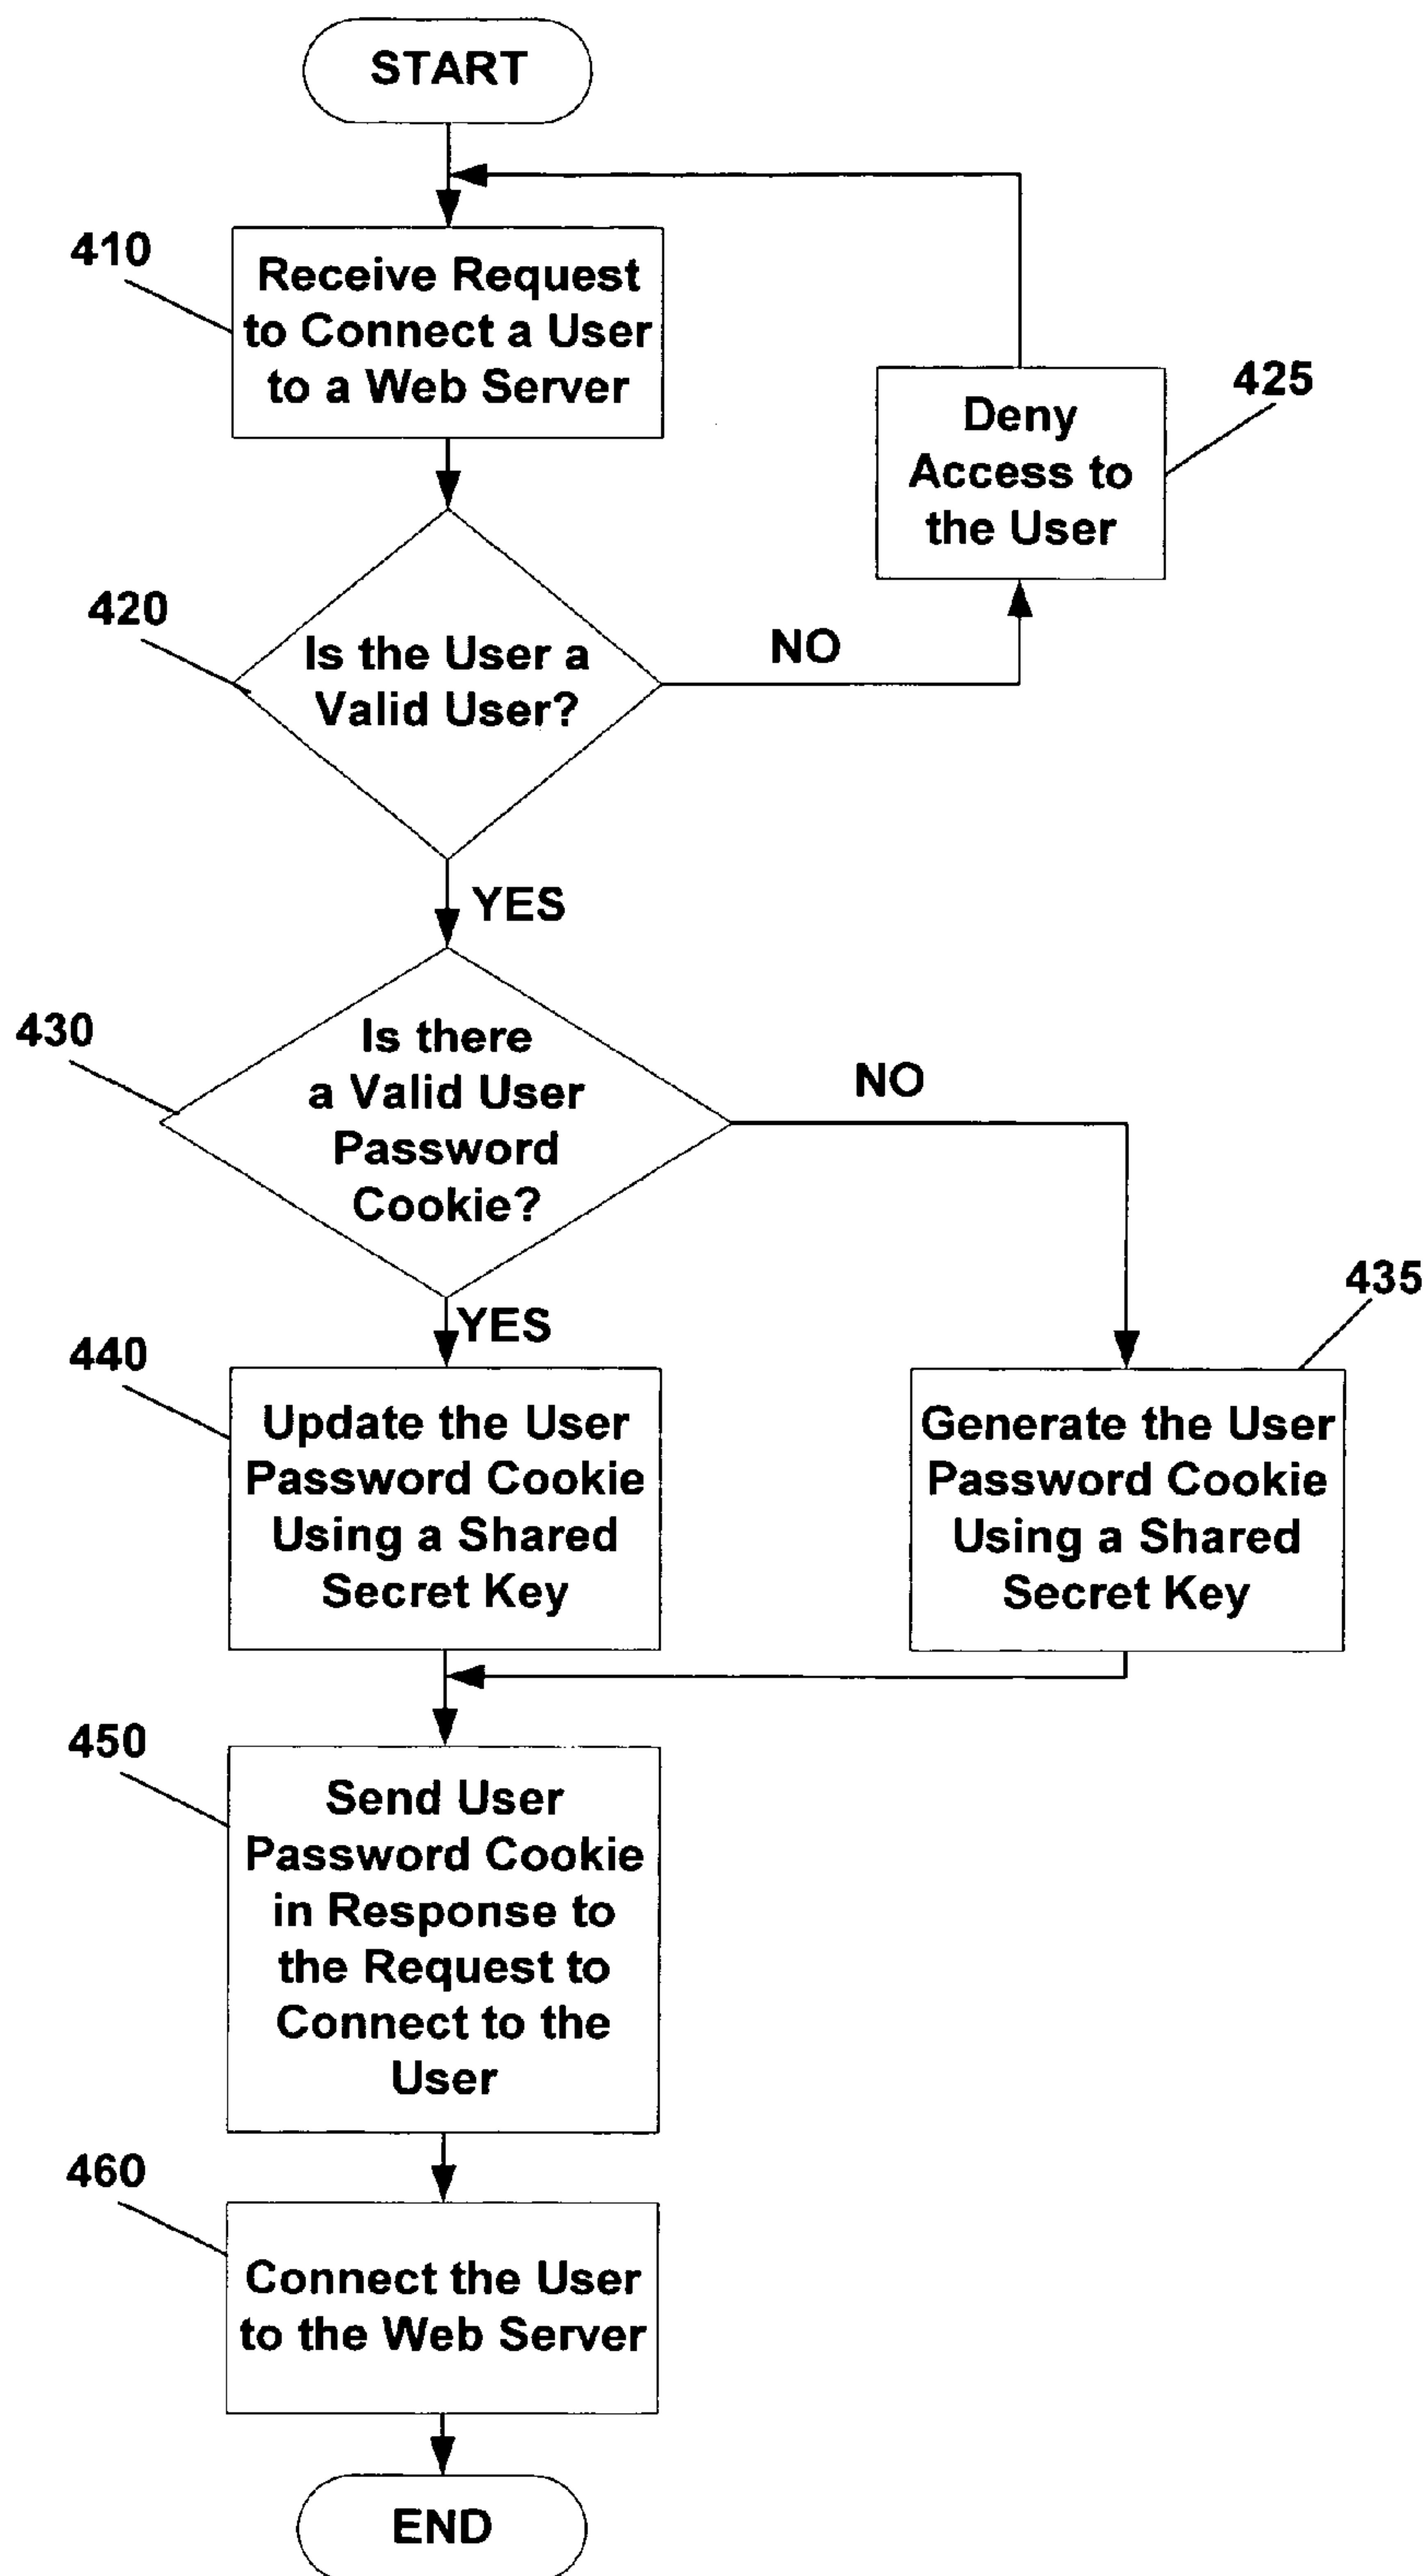 START
410
Receive Request
to Connect a User
to a Web Server
425
Deny
Access to
the User
420
Is the User a
Valid User?
NO
YES
430
Is there
a Valid User
Password
Cookie?
NO
YES
435
440
Update the User
Password Cookie
Using a Shared
Secret Key
Generate the User
Password Cookie
Using a Shared
Secret Key
450
Send User
Password Cookie
in Response to
the Request to
Connect to the
User
460
Connect the User
to the Web Server
END